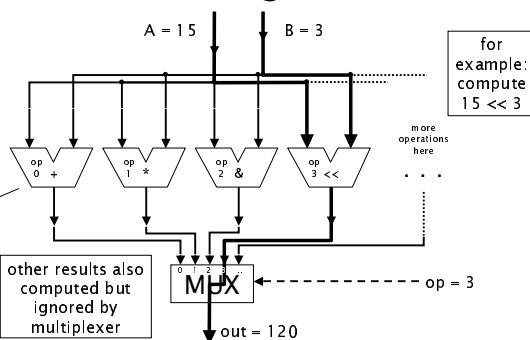 A = 15
B = 3
for
example:
compute
15 << 3
more
operations
here
. . .
op
0 +
op
1 *
op
2 &
op
3 <<
0 1 2 3 ..
MUX
other results also
computed but
ignored by
multiplexer
op = 3
out = 120